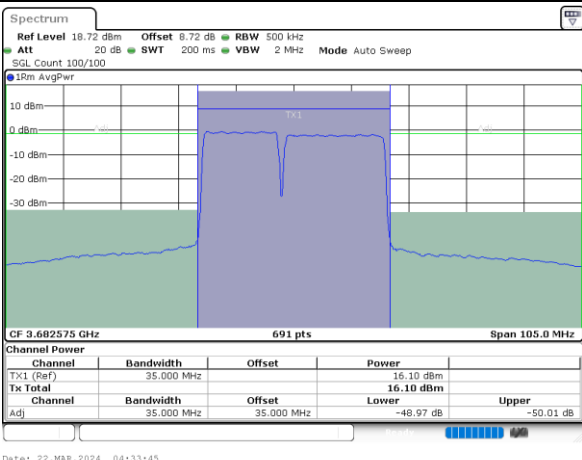 Spectrum
Ref Level 18.72 dBm Offset 8.72 dB RBW 500 kHz
Att 20 dB SWT 200 ms VBW 2 MHz Mode Auto Sweep
SGL Count 100/100
1Rm AvgPwr
10 dBm
TX1
0 dBm
Adj
Adj
-10 dBm
-20 dBm
-30 dBm
CF 3.682575 GHz 691 pts Span 105.0 MHz
Channel Power
Channel Bandwidth Offset Power
TX1 (Ref) 35.000 MHz 16.10 dBm
Tx Total 16.10 dBm
Channel Bandwidth Offset Lower Upper
Adj 35.000 MHz 35.000 MHz -48.97 dB -50.01 dB
Ready
Date: 22.MAR.2024 04:33:45